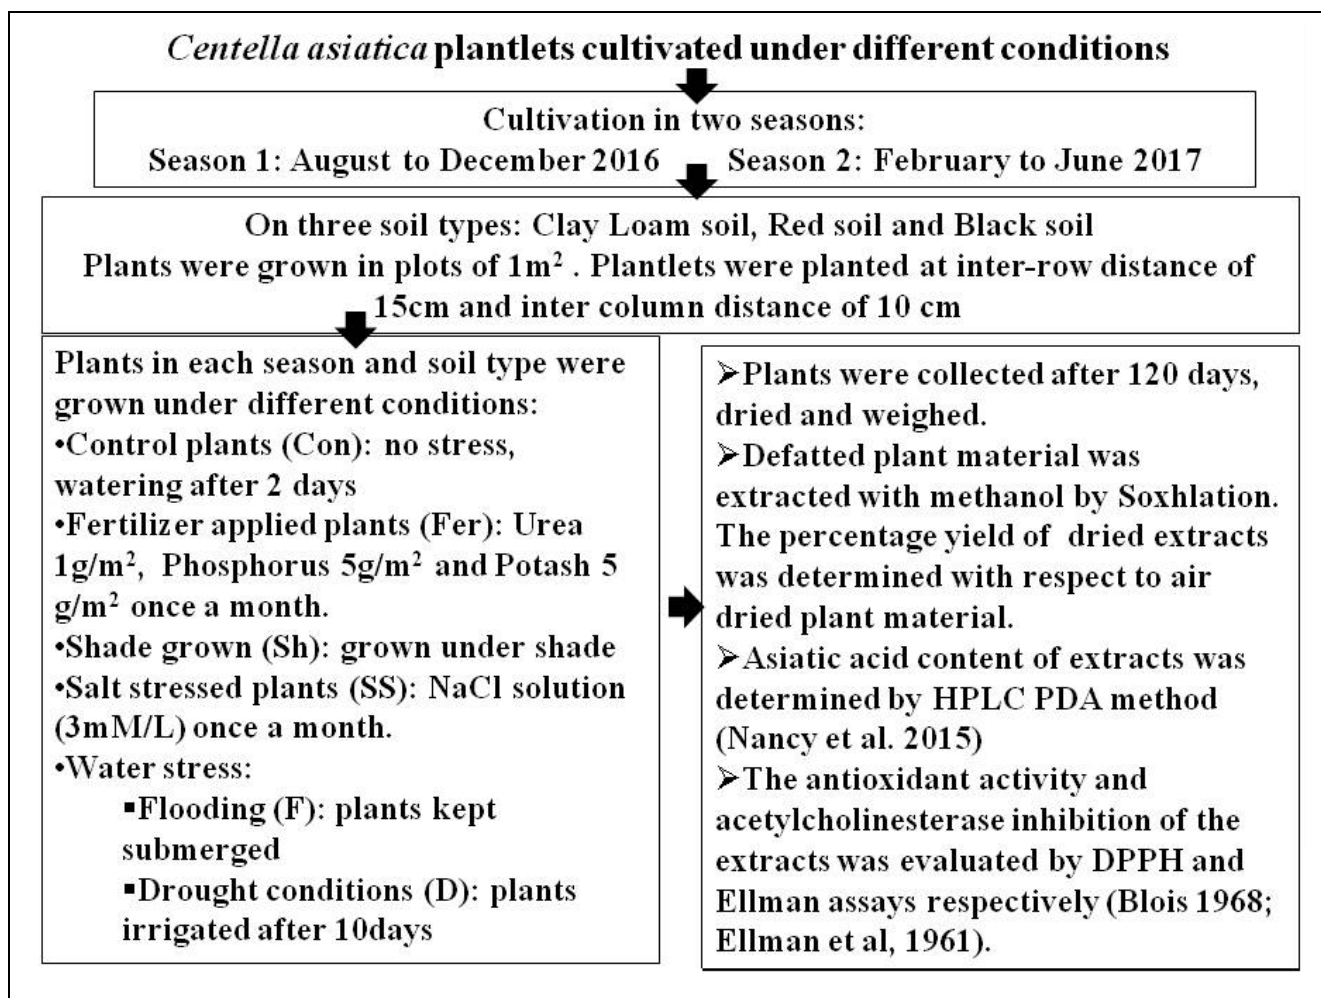 Centella asiatica plantlets cultivated under different conditions
Cultivation in two seasons:
Season 1: August to December 2016 Season 2: February to June 2017
On three soil types: Clay Loam soil, Red soil and Black soil
Plants were grown in plots of 1m² . Plantlets were planted at inter-row distance of
15cm and inter column distance of 10 cm
Plants in each season and soil type were
grown under different conditions:
•Control plants (Con): no stress,
watering after 2 days
•Fertilizer applied plants (Fer): Urea
1g/m², Phosphorus 5g/m² and Potash 5
g/m² once a month.
•Shade grown (Sh): grown under shade
•Salt stressed plants (SS): NaCl solution
(3mM/L) once a month.
•Water stress:
▪Flooding (F): plants kept
submerged
▪Drought conditions (D): plants
irrigated after 10days
➢Plants were collected after 120 days,
dried and weighed.
➢Defatted plant material was
extracted with methanol by Soxhlation.
The percentage yield of dried extracts
was determined with respect to air
dried plant material.
➢Asiatic acid content of extracts was
determined by HPLC PDA method
(Nancy et al. 2015)
➢The antioxidant activity and
acetylcholinesterase inhibition of the
extracts was evaluated by DPPH and
Ellman assays respectively (Blois 1968;
Ellman et al, 1961).